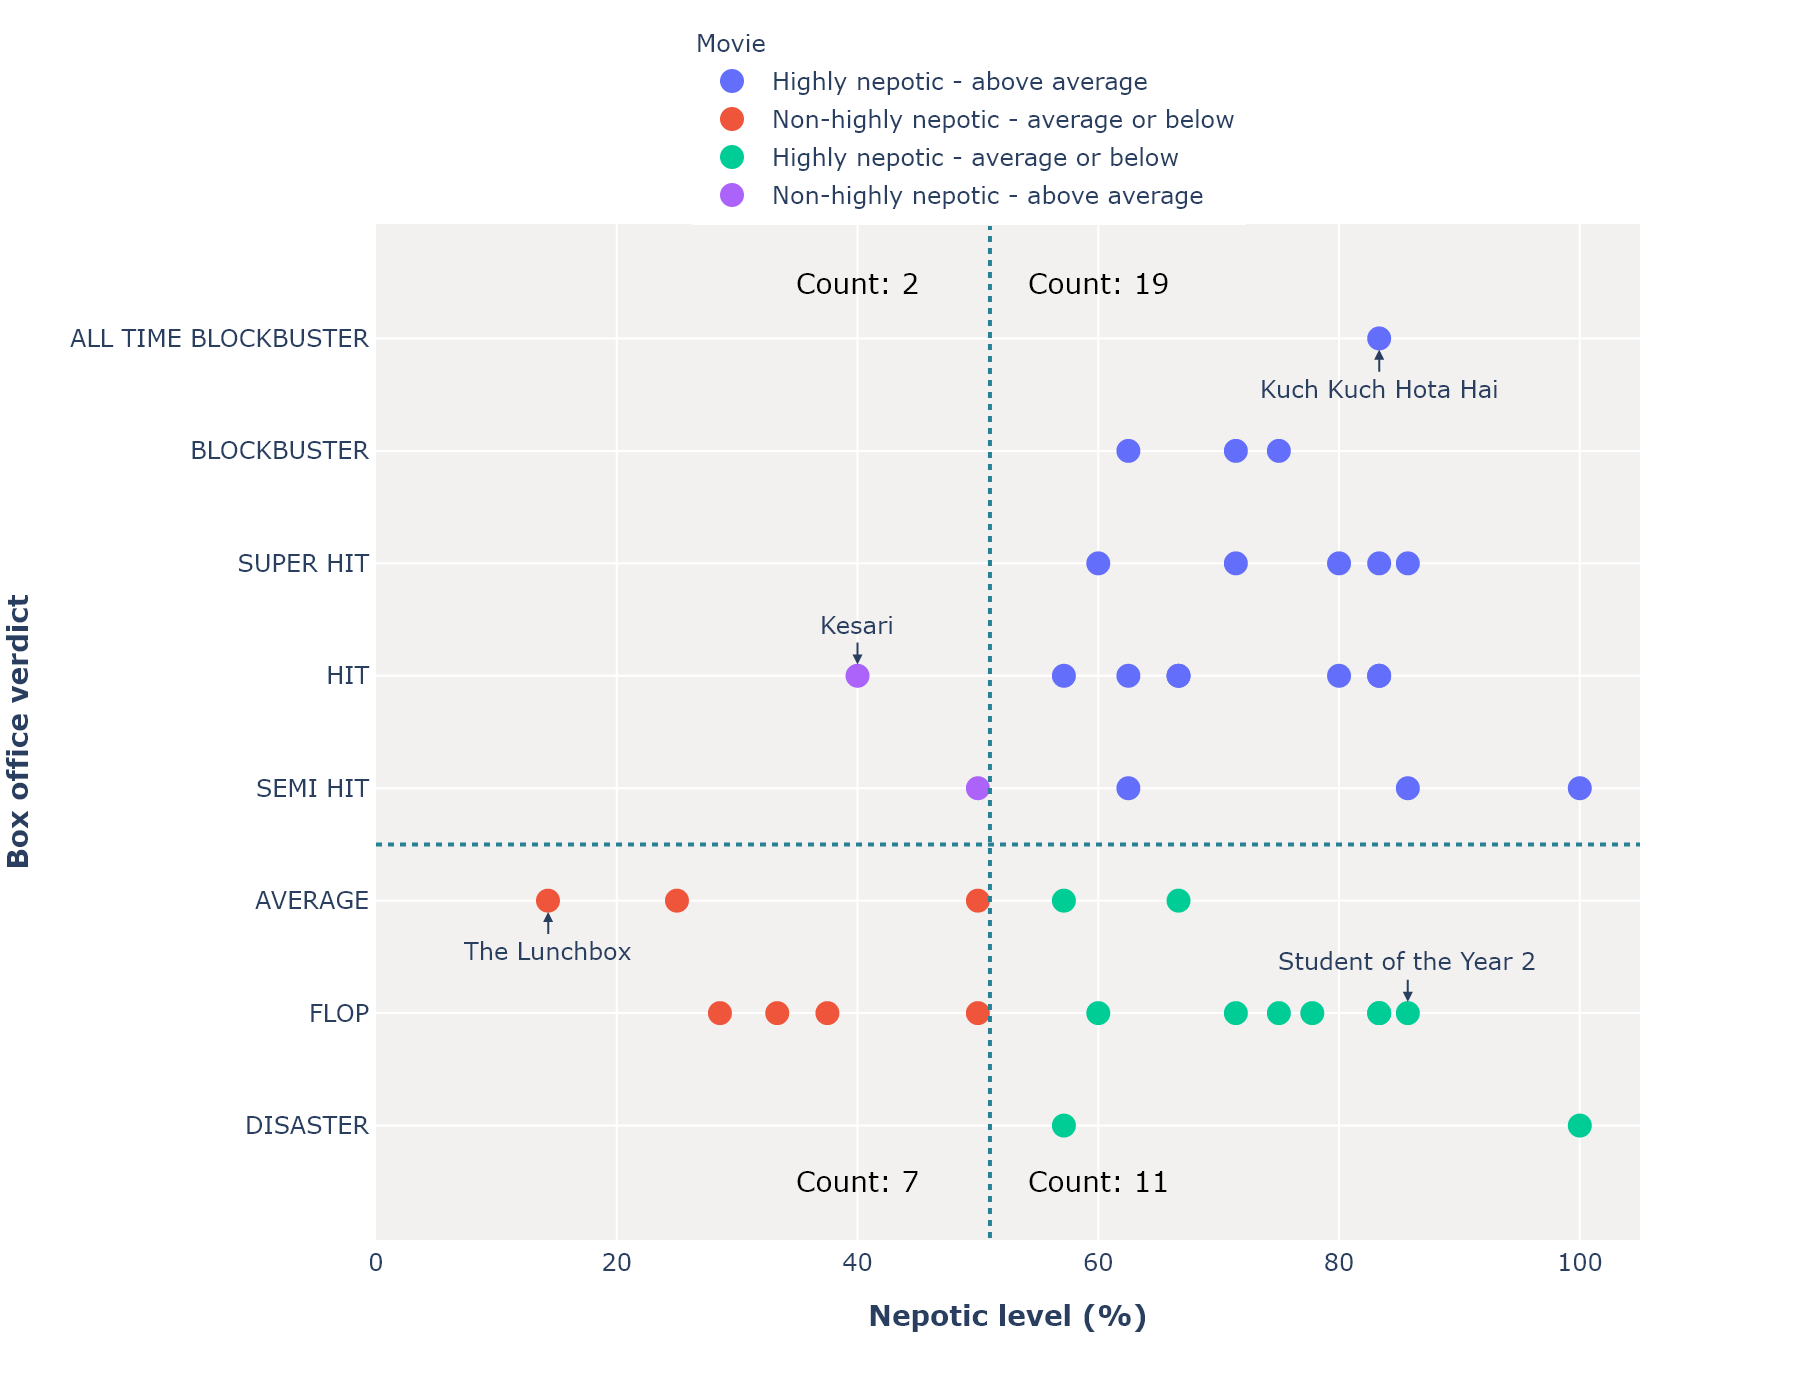 Movie
Highly nepotic - above average
Non-highly nepotic - average or below
Highly nepotic - average or below
Non-highly nepotic - above average
Count: 2
Count: 19
ALL TIME BLOCKBUSTER
Kuch Kuch Hota Hai
BLOCKBUSTER
SUPER HIT
Kesari
HIT
SEMI HIT
AVERAGE
The Lunchbox
Student of the Year 2
FLOP
DISASTER
Count: 7
Count: 11
0 20 40 60 80 100
Nepotic level (%)
Box office verdict